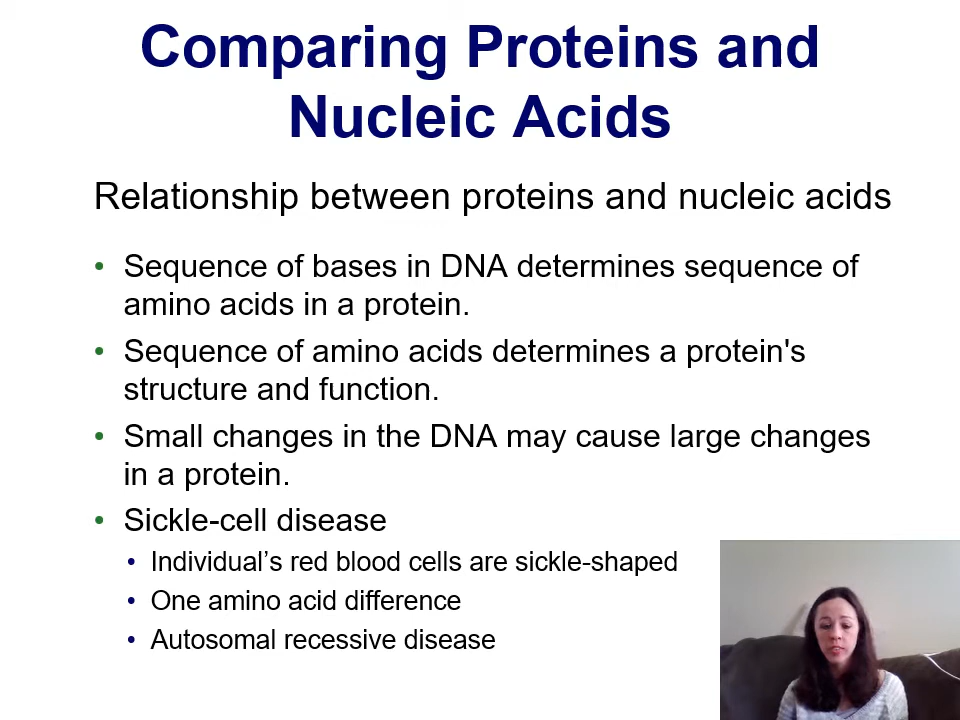 Comparing Proteins and
Nucleic Acids
Relationship between proteins and nucleic acids
• Sequence of bases in DNA determines sequence of
amino acids in a protein.
• Sequence of amino acids determines a protein's
structure and function.
• Small changes in the DNA may cause large changes
in a protein.
• Sickle-cell disease
• Individual’s red blood cells are sickle-shaped
• One amino acid difference
• Autosomal recessive disease